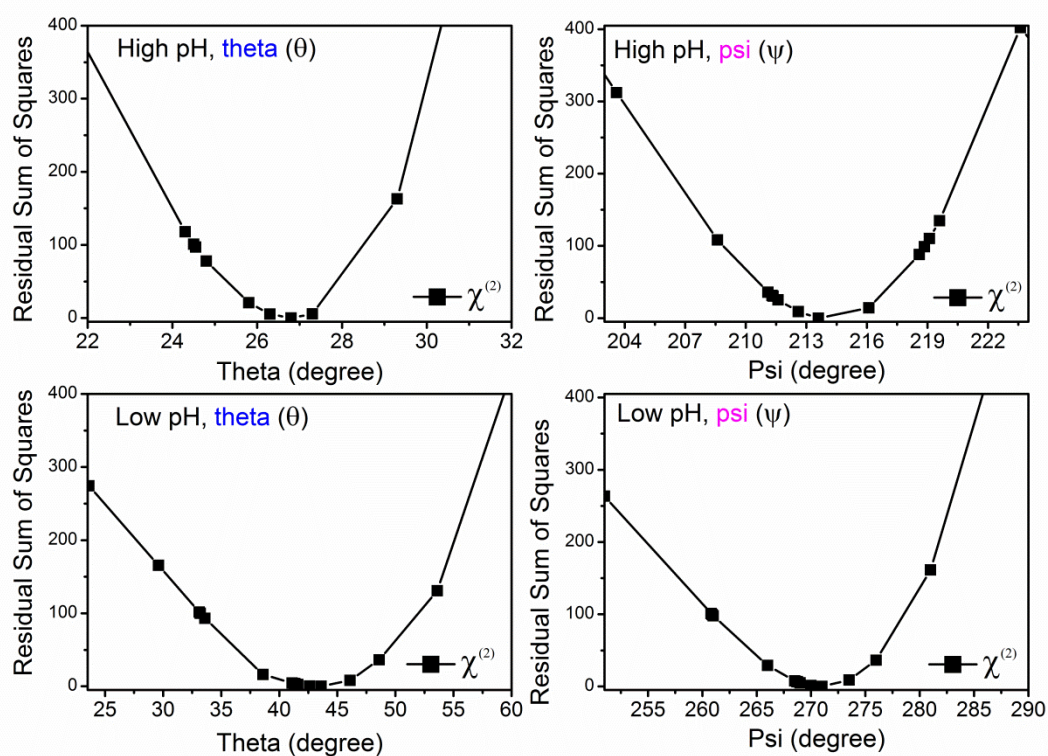 High pH, theta (θ)
Residual Sum of Squares
400
300
200
100
0
χ(2)
22 24 26 28 30 32
Theta (degree)
High pH, psi (ψ)
Residual Sum of Squares
400
300
200
100
0
χ(2)
204 207 210 213 216 219 222
Psi (degree)
Low pH, theta (θ)
Residual Sum of Squares
400
300
200
100
0
χ(2)
25 30 35 40 45 50 55 60
Theta (degree)
Low pH, psi (ψ)
Residual Sum of Squares
400
300
200
100
0
χ(2)
255 260 265 270 275 280 285 290
Psi (degree)